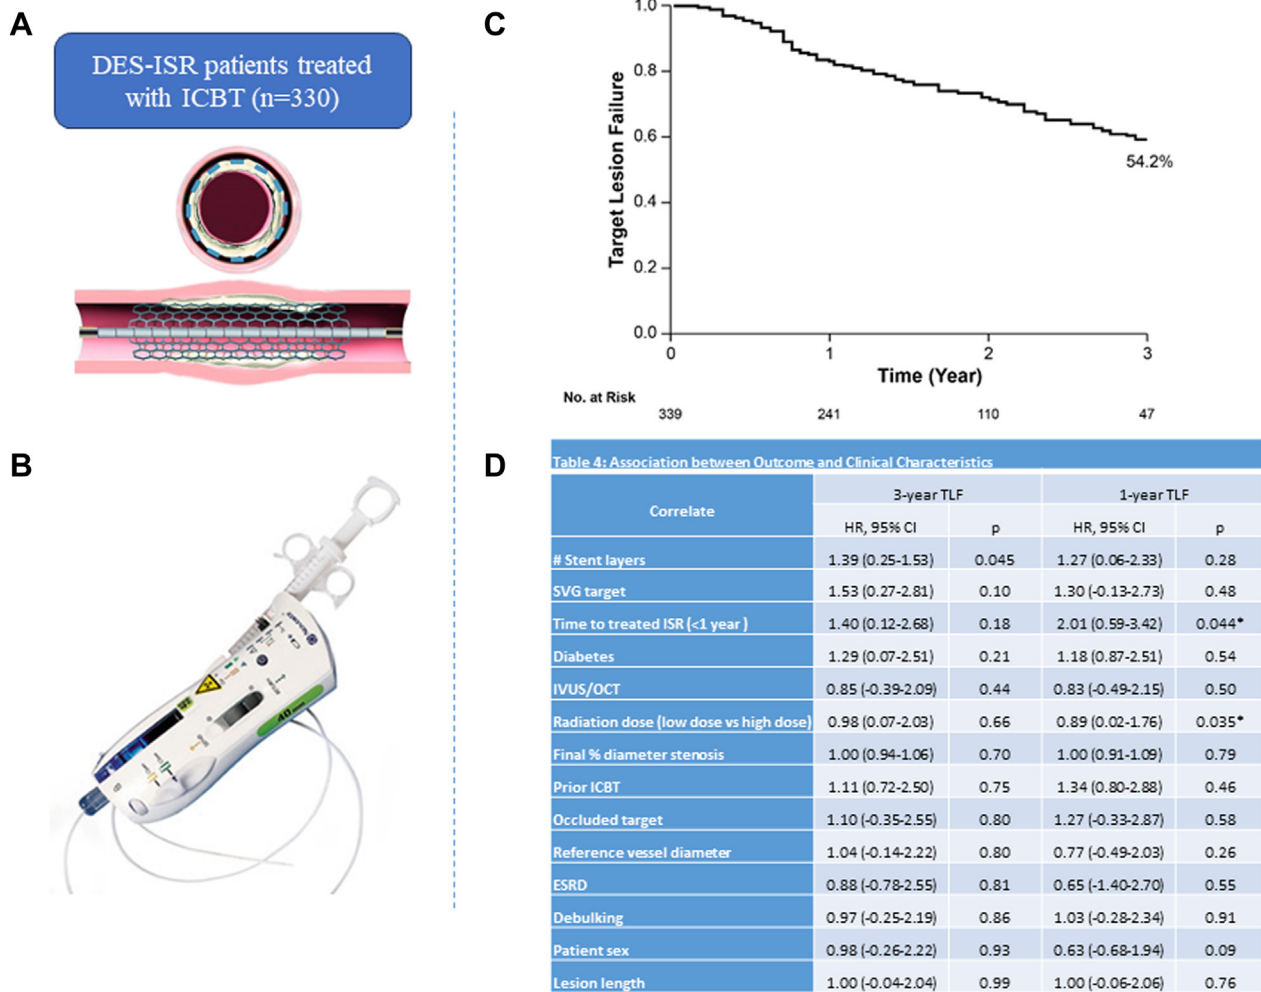 A
DES-ISR patients treated
with ICBT (n=330)
B
C
Target Lesion Failure
1.0
0.8
0.6
0.4
0.2
0.0
54.2%
0 1 2 3
Time (Year)
No. at Risk
339 241 110 47
D
Table 4: Association between Outcome and Clinical Characteristics
Correlate 3-year TLF 1-year TLF
HR, 95% CI p HR, 95% CI p
# Stent layers 1.39 (0.25-1.53) 0.045 1.27 (0.06-2.33) 0.28
SVG target 1.53 (0.27-2.81) 0.10 1.30 (-0.13-2.73) 0.48
Time to treated ISR (<1 year ) 1.40 (0.12-2.68) 0.18 2.01 (0.59-3.42) 0.044*
Diabetes 1.29 (0.07-2.51) 0.21 1.18 (0.87-2.51) 0.54
IVUS/OCT 0.85 (-0.39-2.09) 0.44 0.83 (-0.49-2.15) 0.50
Radiation dose (low dose vs high dose) 0.98 (0.07-2.03) 0.66 0.89 (0.02-1.76) 0.035*
Final % diameter stenosis 1.00 (0.94-1.06) 0.70 1.00 (0.91-1.09) 0.79
Prior ICBT 1.11 (0.72-2.50) 0.75 1.34 (0.80-2.88) 0.46
Occluded target 1.10 (-0.35-2.55) 0.80 1.27 (-0.33-2.87) 0.58
Reference vessel diameter 1.04 (-0.14-2.22) 0.80 0.77 (-0.49-2.03) 0.26
ESRD 0.88 (-0.78-2.55) 0.81 0.65 (-1.40-2.70) 0.55
Debulking 0.97 (-0.25-2.19) 0.86 1.03 (-0.28-2.34) 0.91
Patient sex 0.98 (-0.26-2.22) 0.93 0.63 (-0.68-1.94) 0.09
Lesion length 1.00 (-0.04-2.04) 0.99 1.00 (-0.06-2.06) 0.76